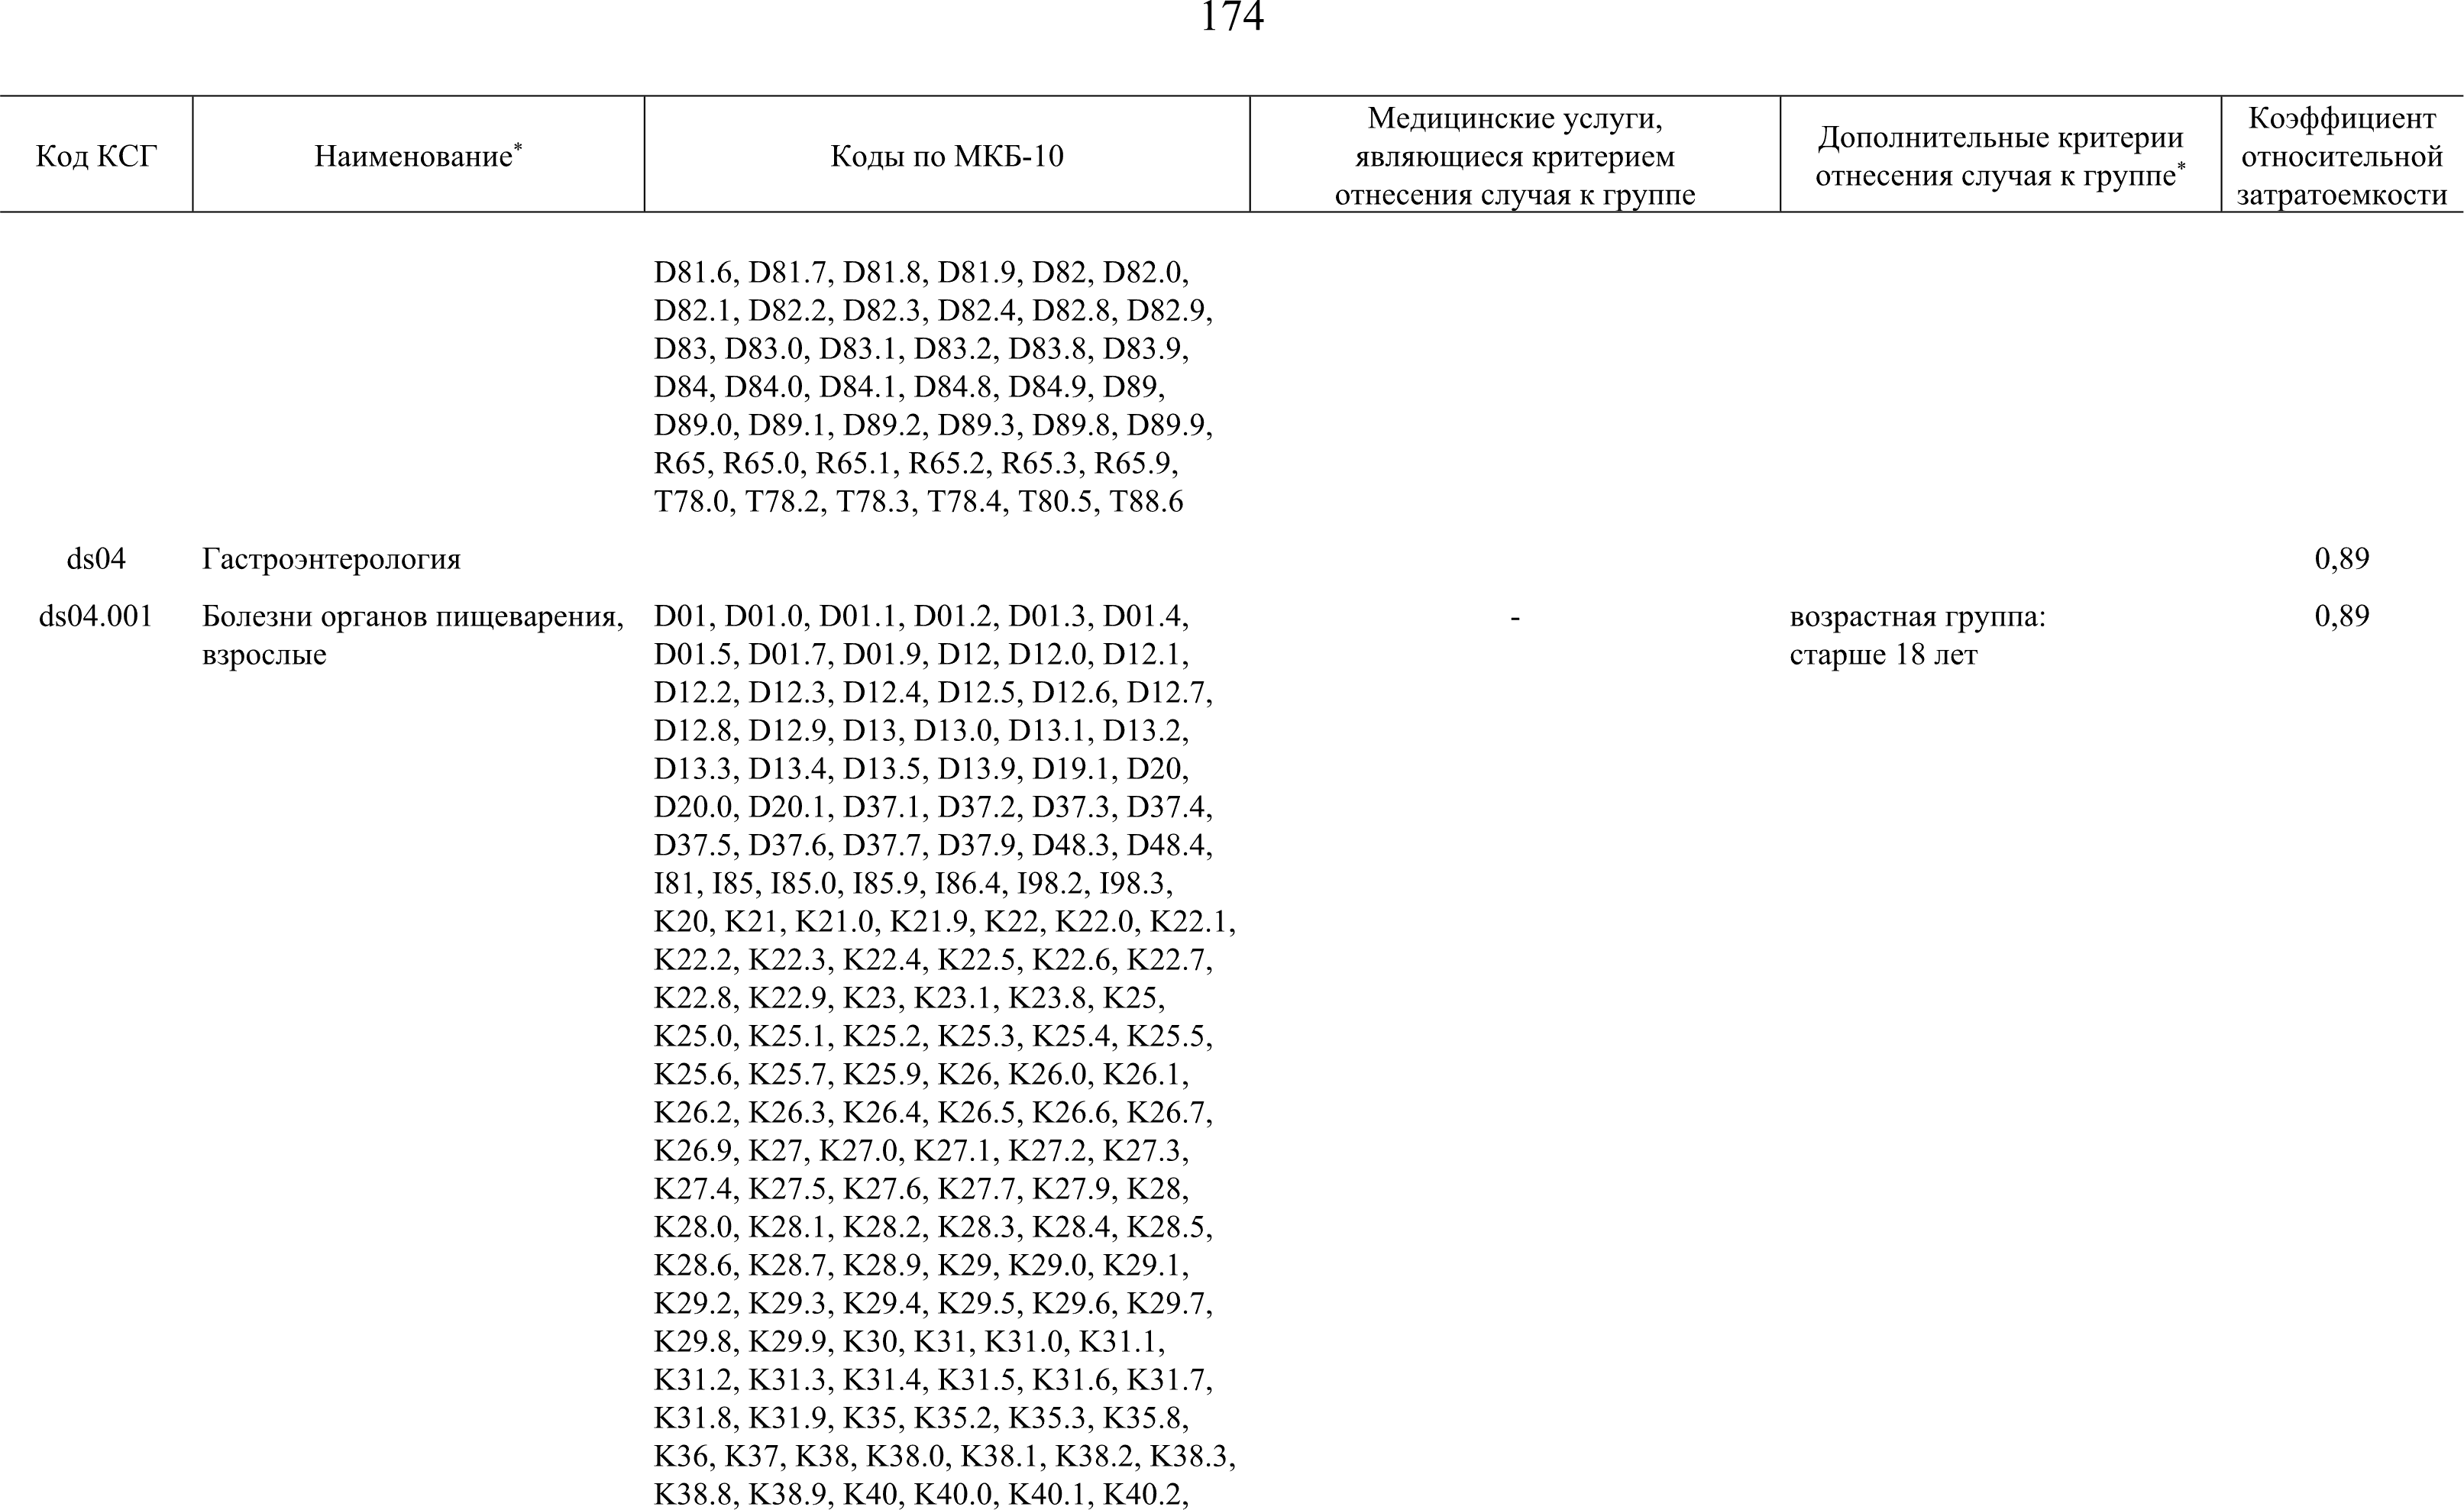 174
Код КСГ
Наименование*
Коды по МКБ-10
Медицинские услуги,
являющиеся критерием
отнесения случая к группе
Дополнительные критерии
отнесения случая к группе*
Коэффициент
относительной
затратоемкости
D81.6, D81.7, D81.8, D81.9, D82, D82.0,
D82.1, D82.2, D82.3, D82.4, D82.8, D82.9,
D83, D83.0, D83.1, D83.2, D83.8, D83.9,
D84, D84.0, D84.1, D84.8, D84.9, D89,
D89.0, D89.1, D89.2, D89.3, D89.8, D89.9,
R65, R65.0, R65.1, R65.2, R65.3, R65.9,
T78.0, T78.2, T78.3, T78.4, T80.5, T88.6
ds04 Гастроэнтерология 0,89
ds04.001
Болезни органов пищеварения,
взрослые
D01, D01.0, D01.1, D01.2, D01.3, D01.4,
D01.5, D01.7, D01.9, D12, D12.0, D12.1,
D12.2, D12.3, D12.4, D12.5, D12.6, D12.7,
D12.8, D12.9, D13, D13.0, D13.1, D13.2,
D13.3, D13.4, D13.5, D13.9, D19.1, D20,
D20.0, D20.1, D37.1, D37.2, D37.3, D37.4,
D37.5, D37.6, D37.7, D37.9, D48.3, D48.4,
I81, I85, I85.0, I85.9, I86.4, I98.2, I98.3,
K20, K21, K21.0, K21.9, K22, K22.0, K22.1,
K22.2, K22.3, K22.4, K22.5, K22.6, K22.7,
K22.8, K22.9, K23, K23.1, K23.8, K25,
K25.0, K25.1, K25.2, K25.3, K25.4, K25.5,
K25.6, K25.7, K25.9, K26, K26.0, K26.1,
K26.2, K26.3, K26.4, K26.5, K26.6, K26.7,
K26.9, K27, K27.0, K27.1, K27.2, K27.3,
K27.4, K27.5, K27.6, K27.7, K27.9, K28,
K28.0, K28.1, K28.2, K28.3, K28.4, K28.5,
K28.6, K28.7, K28.9, K29, K29.0, K29.1,
K29.2, K29.3, K29.4, K29.5, K29.6, K29.7,
K29.8, K29.9, K30, K31, K31.0, K31.1,
K31.2, K31.3, K31.4, K31.5, K31.6, K31.7,
K31.8, K31.9, K35, K35.2, K35.3, K35.8,
K36, K37, K38, K38.0, K38.1, K38.2, K38.3,
K38.8, K38.9, K40, K40.0, K40.1, K40.2,
-
возрастная группа:
старше 18 лет
0,89